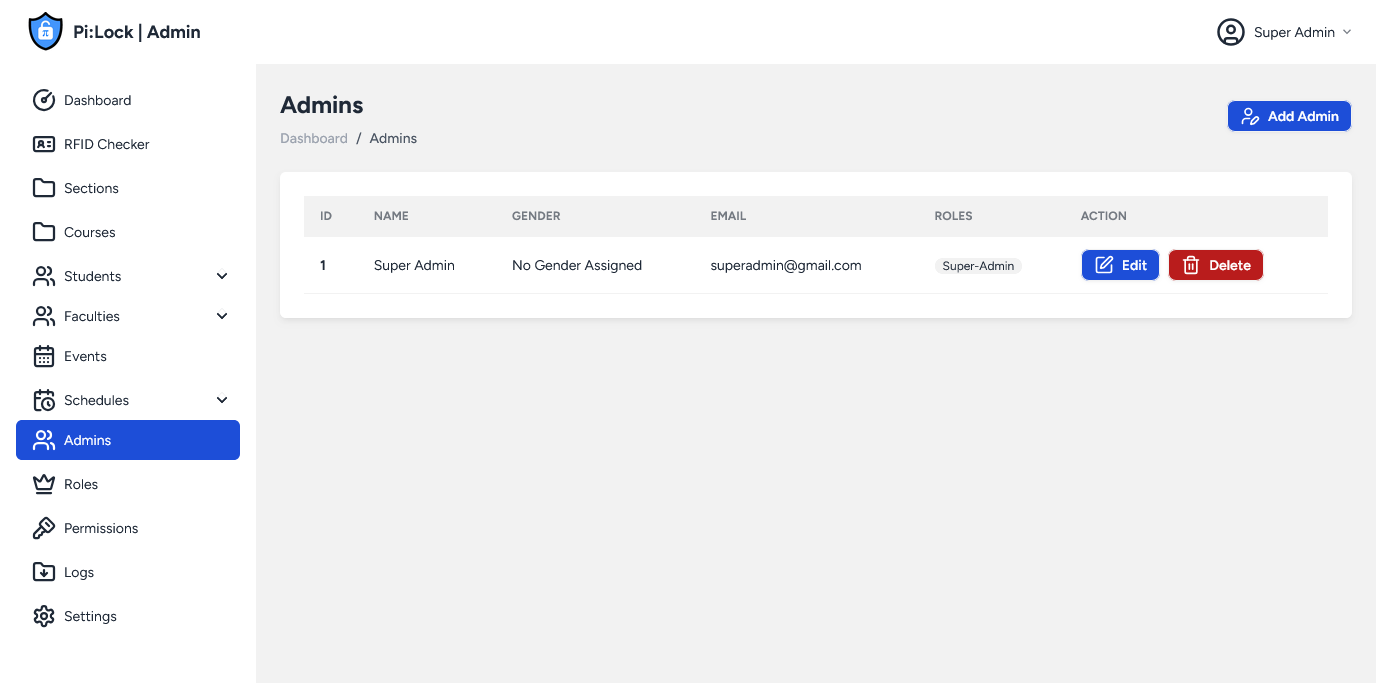 Pi:Lock | Admin
Super Admin
Dashboard
RFID Checker
Sections
Courses
Students
Faculties
Events
Schedules
Admins
Roles
Permissions
Logs
Settings
Admins
Dashboard / Admins
Add Admin
ID NAME GENDER EMAIL ROLES ACTION
1 Super Admin No Gender Assigned superadmin@gmail.com Super-Admin Edit Delete